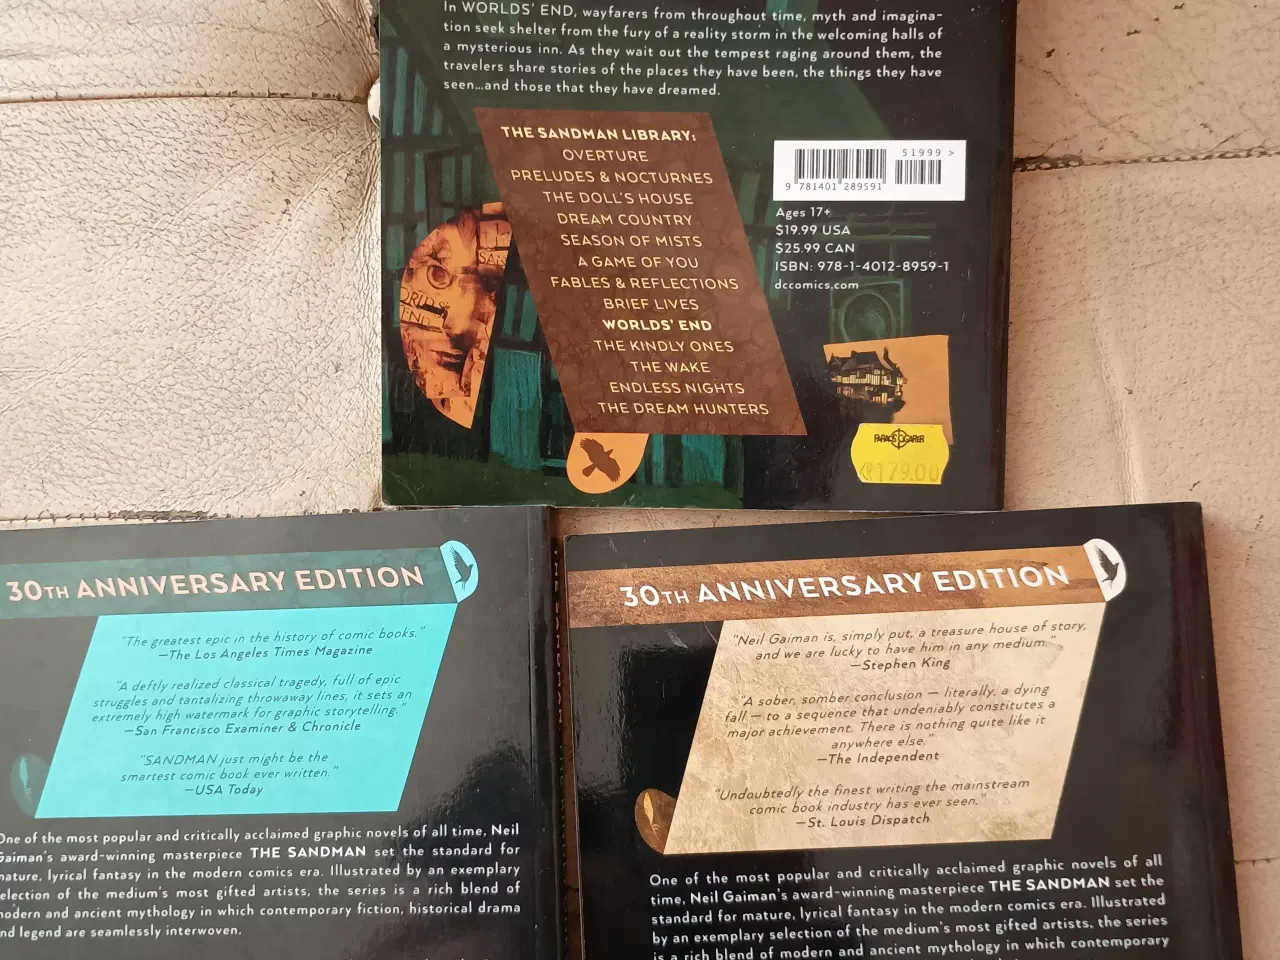 In WORLDS' END, wayfarers from throughout time, myth and imagina-
tion seek shelter from the fury of a reality storm in the welcoming halls of
a mysterious inn. As they wait out the tempest raging around them, the
travelers share stories of the places they have been, the things they have
seen...and those that they have dreamed.
THE SANDMAN LIBRARY:
OVERTURE
PRELUDES & NOCTURNES
THE DOLL'S HOUSE
DREAM COUNTRY
SEASON OF MISTS
A GAME OF YOU
FABLES & REFLECTIONS
BRIEF LIVES
WORLDS' END
THE KINDLY ONES
THE WAKE
ENDLESS NIGHTS
THE DREAM HUNTERS
51999 >
9 781401 289591
Ages 17+
$19.99 USA
$25.99 CAN
ISBN: 978-1-4012-8959-1
dccomics.com
179.00
30TH ANNIVERSARY EDITION
"The greatest epic in the history of comic books."
—The Los Angeles Times Magazine
"A deftly realized classical tragedy, full of epic
struggles and tantalizing throwaway lines, it sets an
extremely high watermark for graphic storytelling."
—San Francisco Examiner & Chronicle
"SANDMAN just might be the
smartest comic book ever written."
—USA Today
One of the most popular and critically acclaimed graphic novels of all time, Neil
Gaiman's award-winning masterpiece THE SANDMAN set the standard for
mature, lyrical fantasy in the modern comics era. Illustrated by an exemplary
selection of the medium's most gifted artists, the series is a rich blend of
modern and ancient mythology in which contemporary fiction, historical drama
and legend are seamlessly interwoven.
THE SANDMAN
30TH ANNIVERSARY EDITION
"Neil Gaiman is, simply put, a treasure house of story,
and we are lucky to have him in any medium."
—Stephen King
"A sober, somber conclusion — literally, a dying
fall — to a sequence that undeniably constitutes a
major achievement. There is nothing quite like it
anywhere else."
—The Independent
"Undoubtedly the finest writing the mainstream
comic book industry has ever seen."
—St. Louis Dispatch
One of the most popular and critically acclaimed graphic novels of all
time, Neil Gaiman's award-winning masterpiece THE SANDMAN set the
standard for mature, lyrical fantasy in the modern comics era. Illustrated
by an exemplary selection of the medium's most gifted artists, the series
is a rich blend of modern and ancient mythology in which contemporary